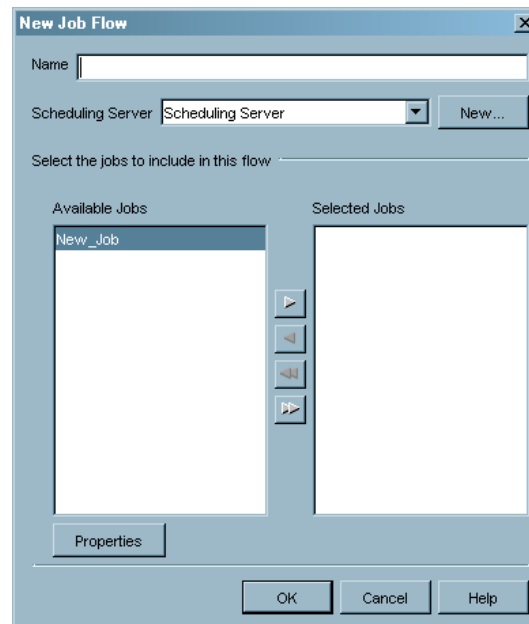 New Job Flow
Name
Scheduling Server Scheduling Server New...
Select the jobs to include in this flow
Available Jobs Selected Jobs
New_Job
Properties
OK Cancel Help